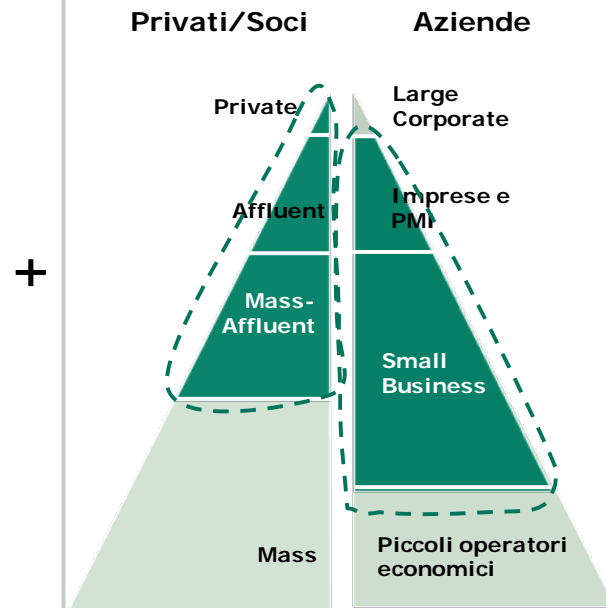 Privati/Soci
Aziende
Private
Large
Corporate
Affluent
Imprese e
PMI
+
Mass-
Affluent
Small
Business
Mass
Piccoli operatori
economici